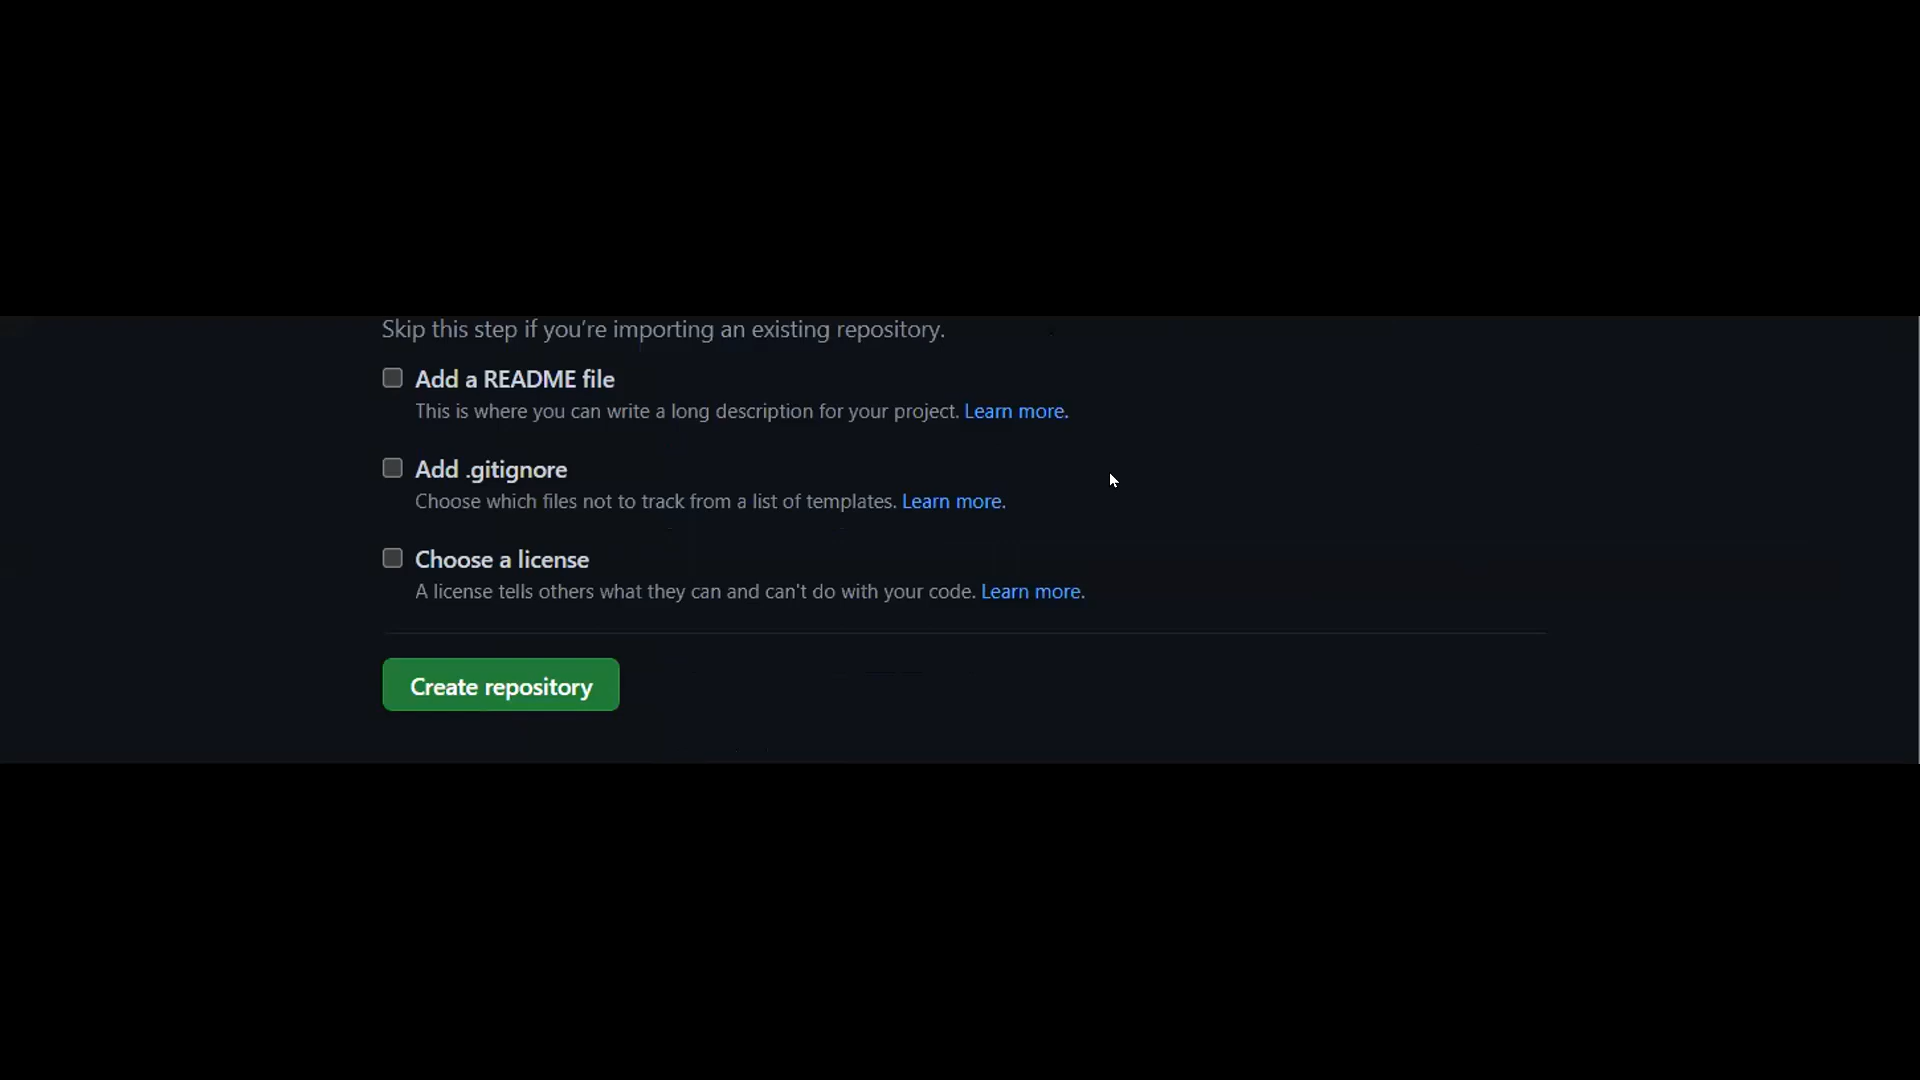 Skip this step if you’re importing an existing repository.
Add a README file
This is where you can write a long description for your project. Learn more.
Add .gitignore
Choose which files not to track from a list of templates. Learn more.
Choose a license
A license tells others what they can and can't do with your code. Learn more.
Create repository